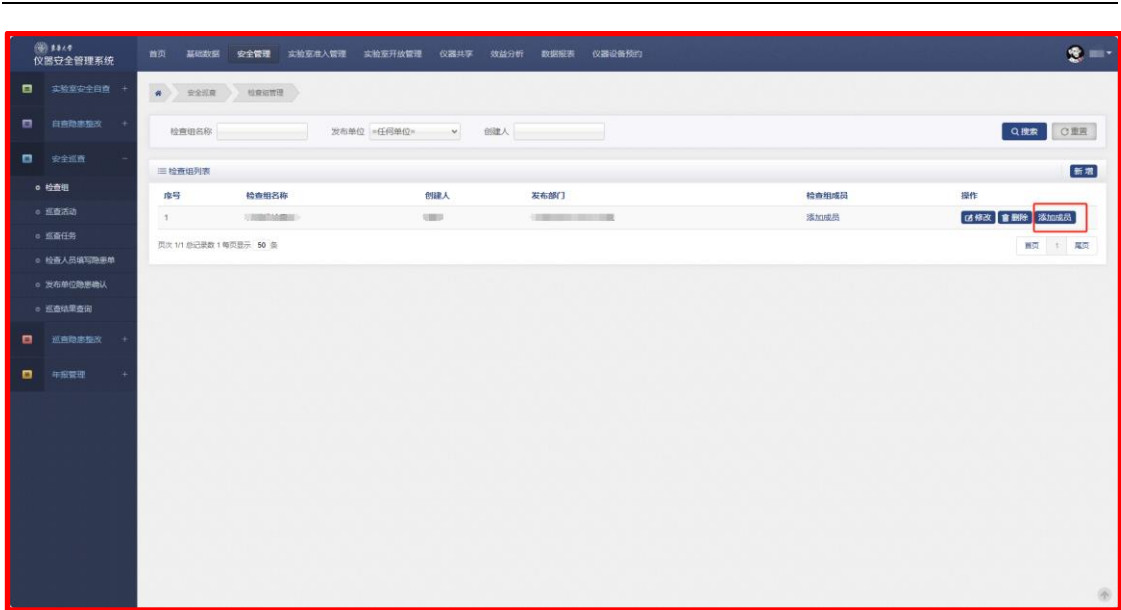 仪器安全管理系统
首页 基础数据 安全管理 实验室准入管理 实验室开放管理 仪器共享 效益分析 数据报表 仪器设备预约
实验室安全自查 +
自查隐患整改 +
安全巡查 −
检查组
巡查活动
巡查任务
检查人员填写隐患单
发布单位隐患确认
巡查结果查询
巡查隐患整改 +
年报管理 +
安全巡查 检查组管理
检查组名称 发布单位 =任何单位= 创建人 搜索 重置
检查组列表 新增
序号 检查组名称 创建人 发布部门 检查组成员 操作
1 添加成员 修改 删除 添加成员
页次 1/1 总记录数 1 每页显示 50 条 首页 1 尾页